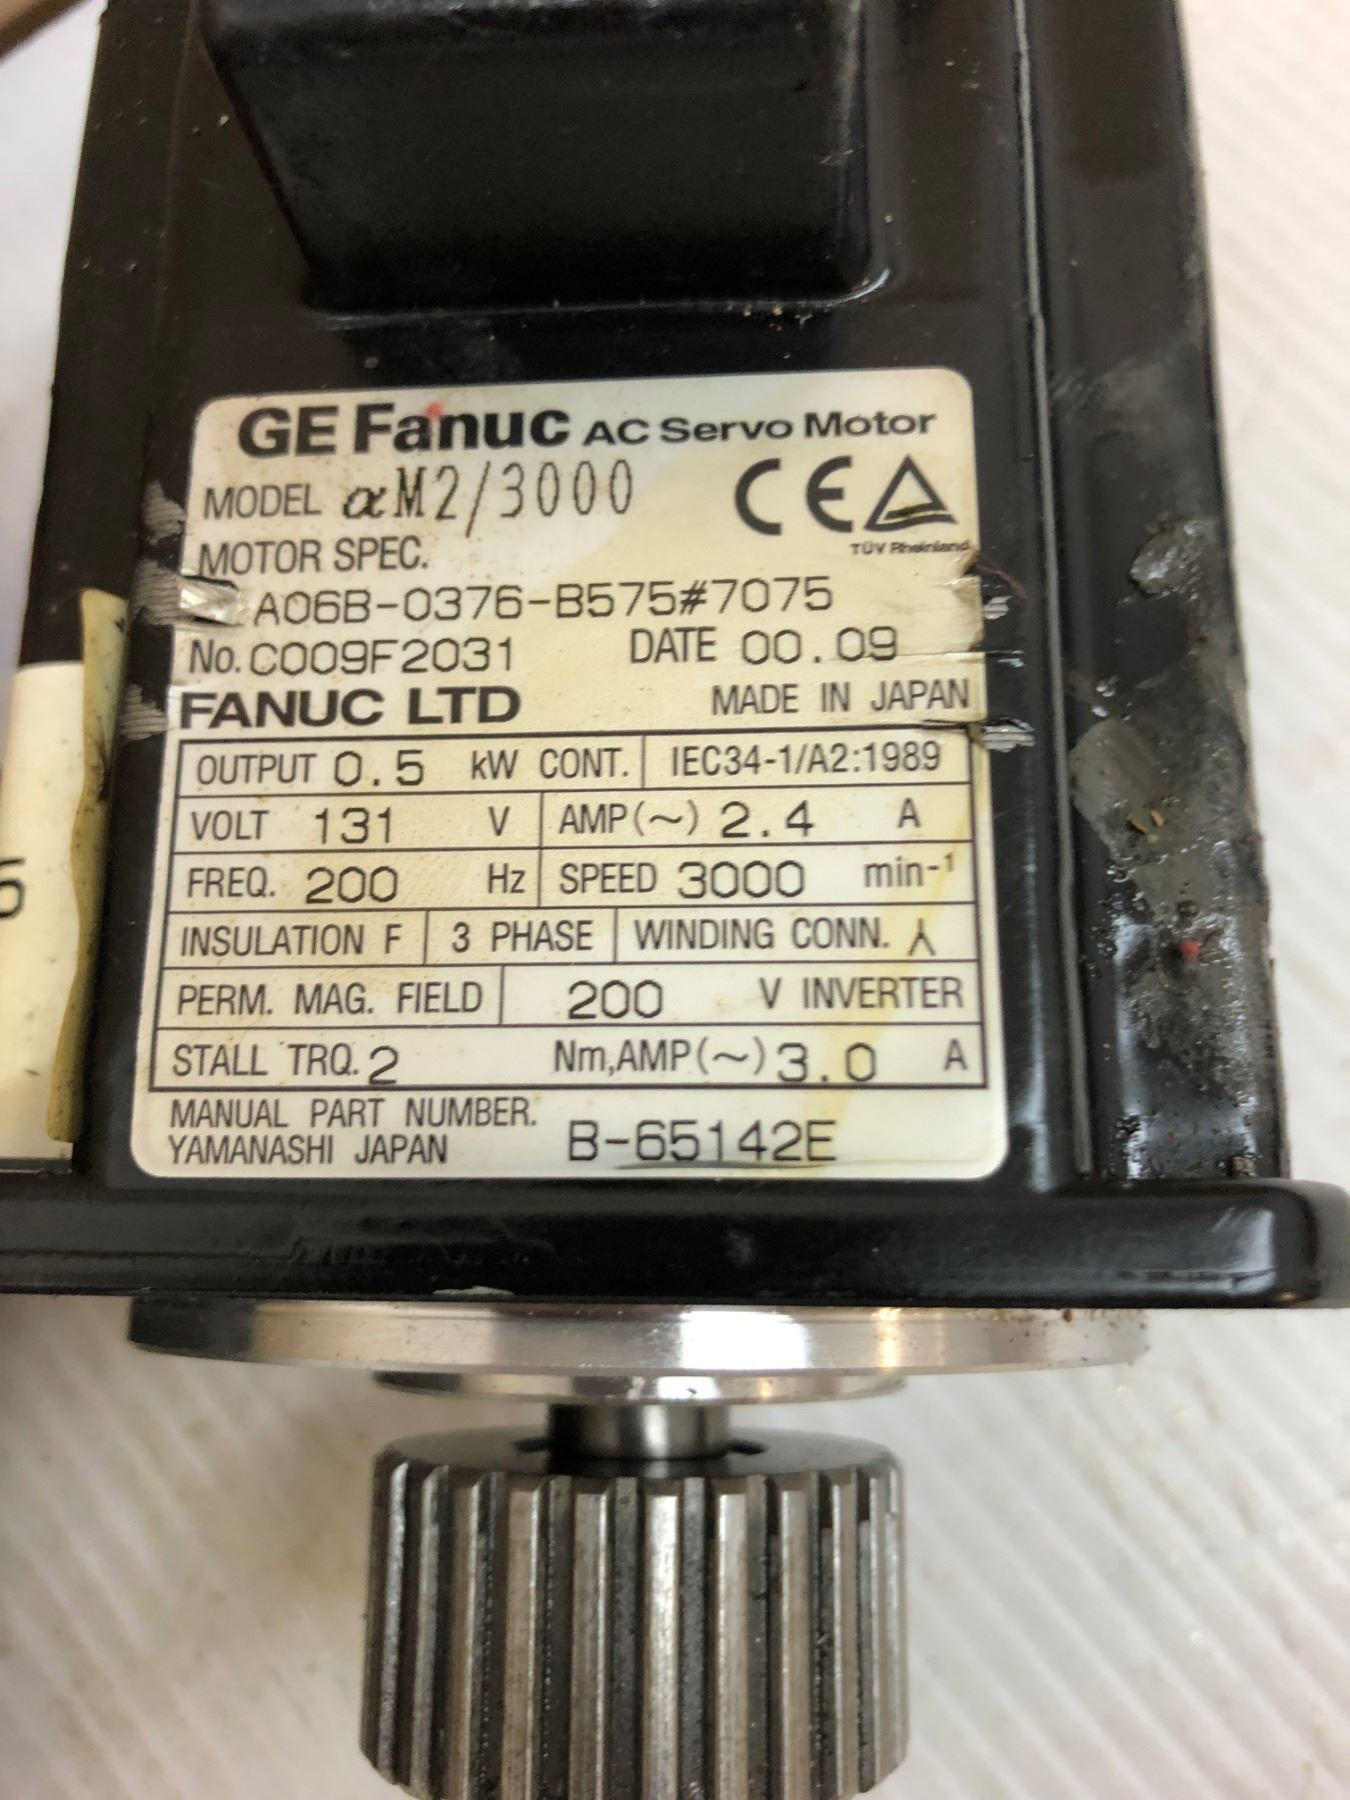 GE Fanuc AC Servo Motor
MODEL αM2/3000
CE
TÜV Rheinland
MOTOR SPEC.
A06B-0376-B575#7075
No. C009F2031 DATE 00.09
FANUC LTD MADE IN JAPAN
OUTPUT 0.5 kW CONT. IEC34-1/A2:1989
VOLT 131 V AMP(~) 2.4 A
FREQ. 200 Hz SPEED 3000 min-¹
INSULATION F 3 PHASE WINDING CONN. ⅄
PERM. MAG. FIELD 200 V INVERTER
STALL TRQ. 2 Nm,AMP(~) 3.0 A
MANUAL PART NUMBER.
YAMANASHI JAPAN B-65142E